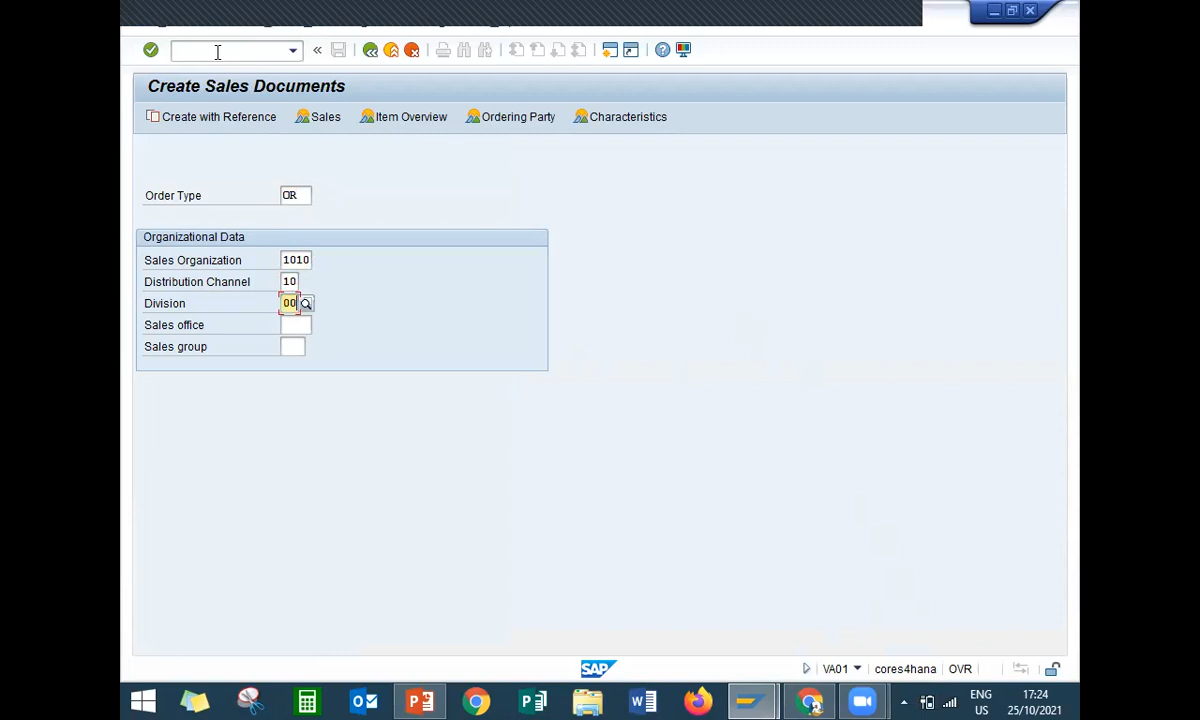 Create Sales Documents
Create with Reference Sales Item Overview Ordering Party Characteristics
Order Type OR
Organizational Data
Sales Organization 1010
Distribution Channel 10
Division 00
Sales office
Sales group
SAP VA01 cores4hana OVR
ENG 17:24
US 25/10/2021